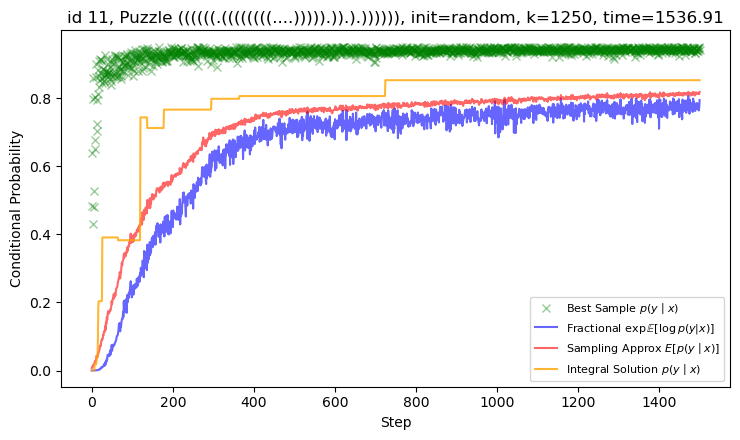 id 11, Puzzle ((((((.((((((((....))))).)).).)))))), init=random, k=1250, time=1536.91
Conditional Probability
0.8
0.6
0.4
0.2
0.0
Best Sample p(y | x)
Fractional exp 𝔼[log p(y|x)]
Sampling Approx E[p(y | x)]
Integral Solution p(y | x)
0 200 400 600 800 1000 1200 1400
Step